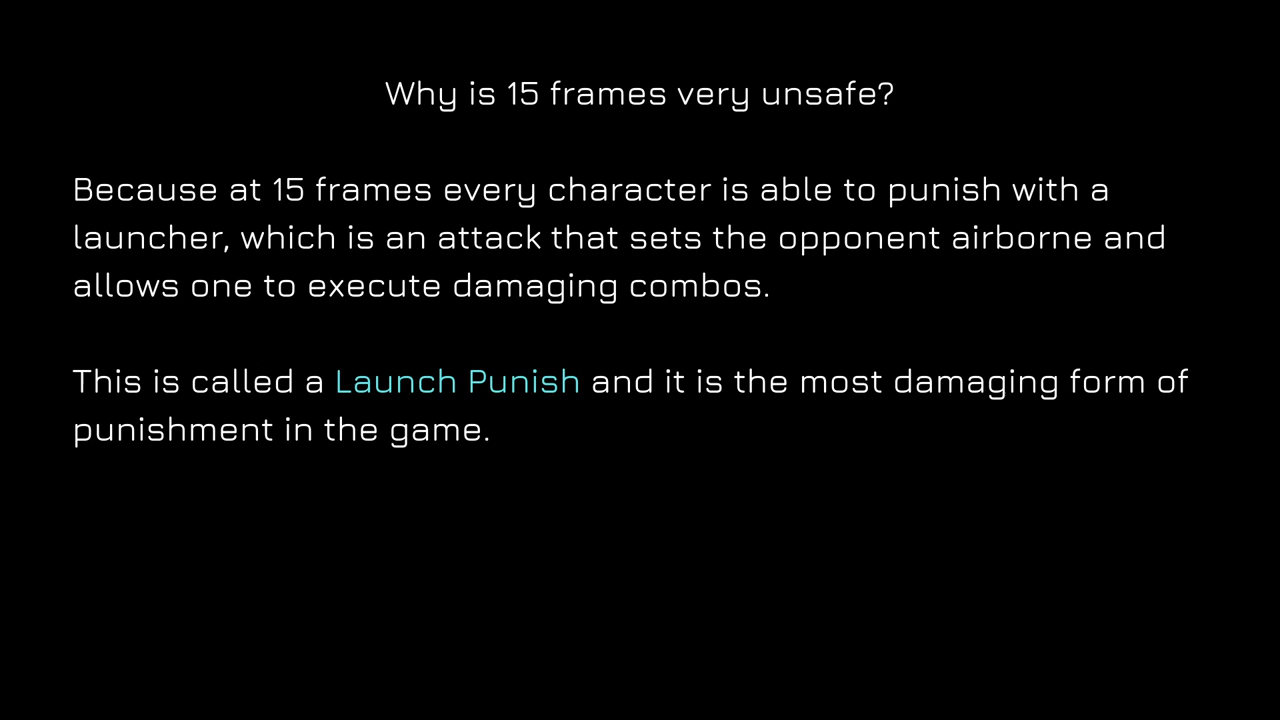 Why is 15 frames very unsafe?
Because at 15 frames every character is able to punish with a
launcher, which is an attack that sets the opponent airborne and
allows one to execute damaging combos.
This is called a Launch Punish and it is the most damaging form of
punishment in the game.